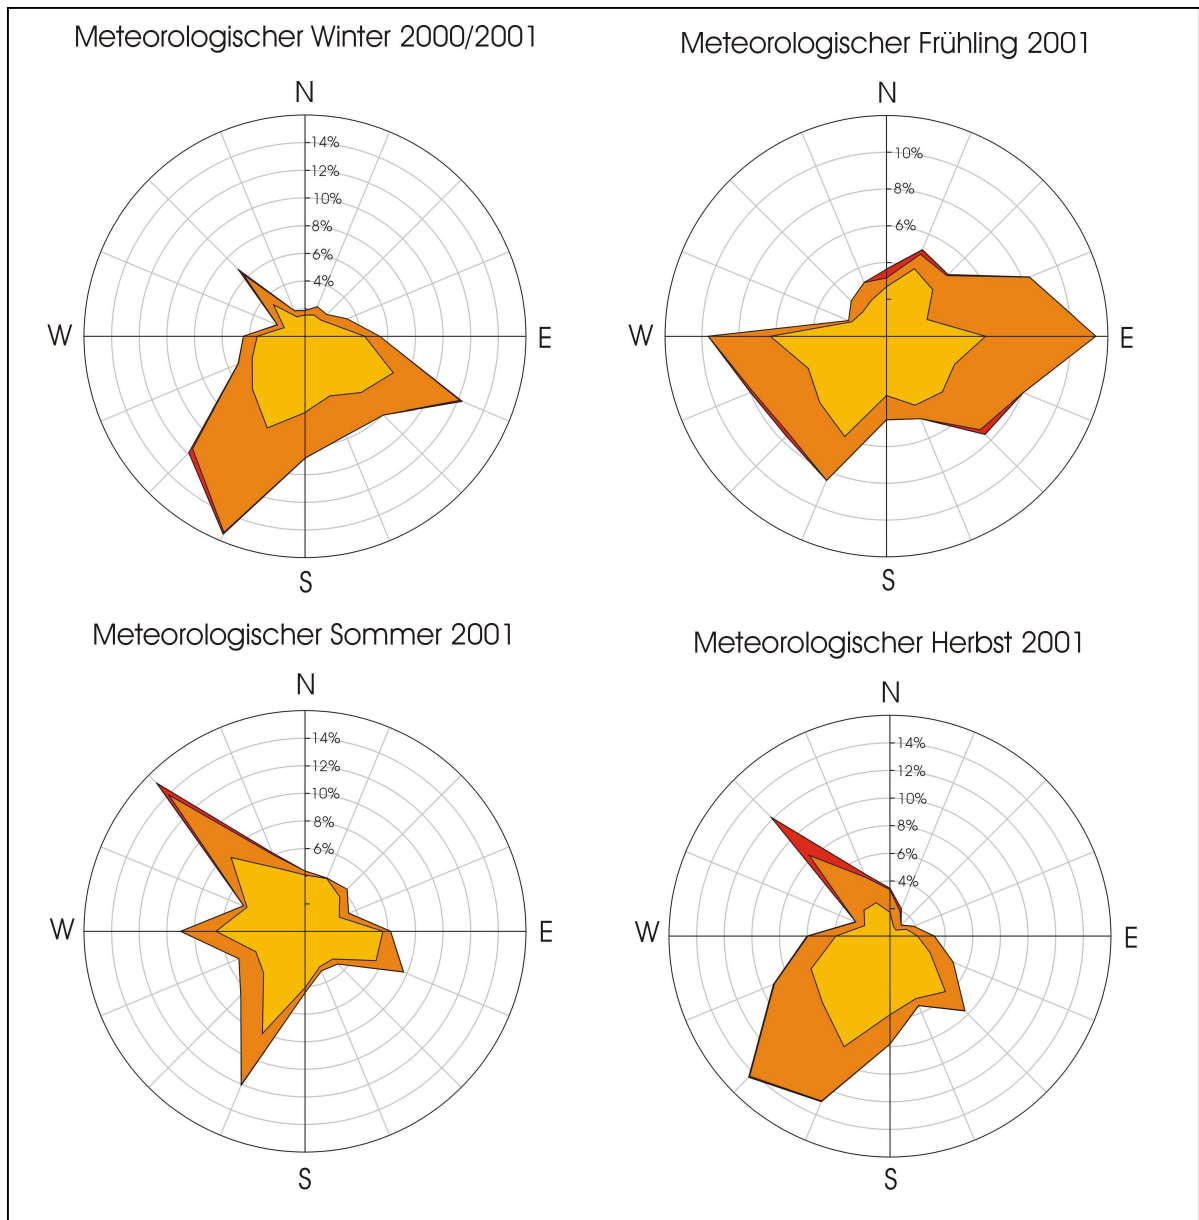 Meteorologischer Winter 2000/2001
N
14%
12%
10%
8%
6%
4%
W
E
S
Meteorologischer Frühling 2001
N
10%
8%
6%
W
E
S
Meteorologischer Sommer 2001
N
14%
12%
10%
8%
6%
W
E
S
Meteorologischer Herbst 2001
N
14%
12%
10%
8%
6%
4%
W
E
S